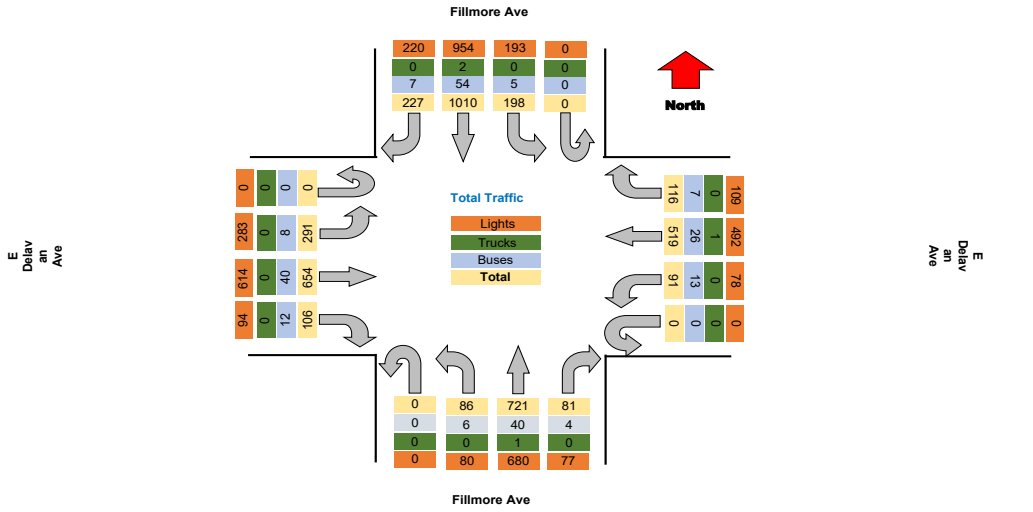 Fillmore Ave
220 954 193 0
0 2 0 0
7 54 5 0
227 1010 198 0
North
0 0 0 0
283 0 8 291
614 0 40 654
94 0 12 106
E
Delav
an
Ave
Total Traffic
Lights
Trucks
Buses
Total
116 7 0 109
519 26 1 492
91 13 0 78
0 0 0 0
E
Delav
an
Ave
0 86 721 81
0 6 40 4
0 0 1 0
0 80 680 77
Fillmore Ave